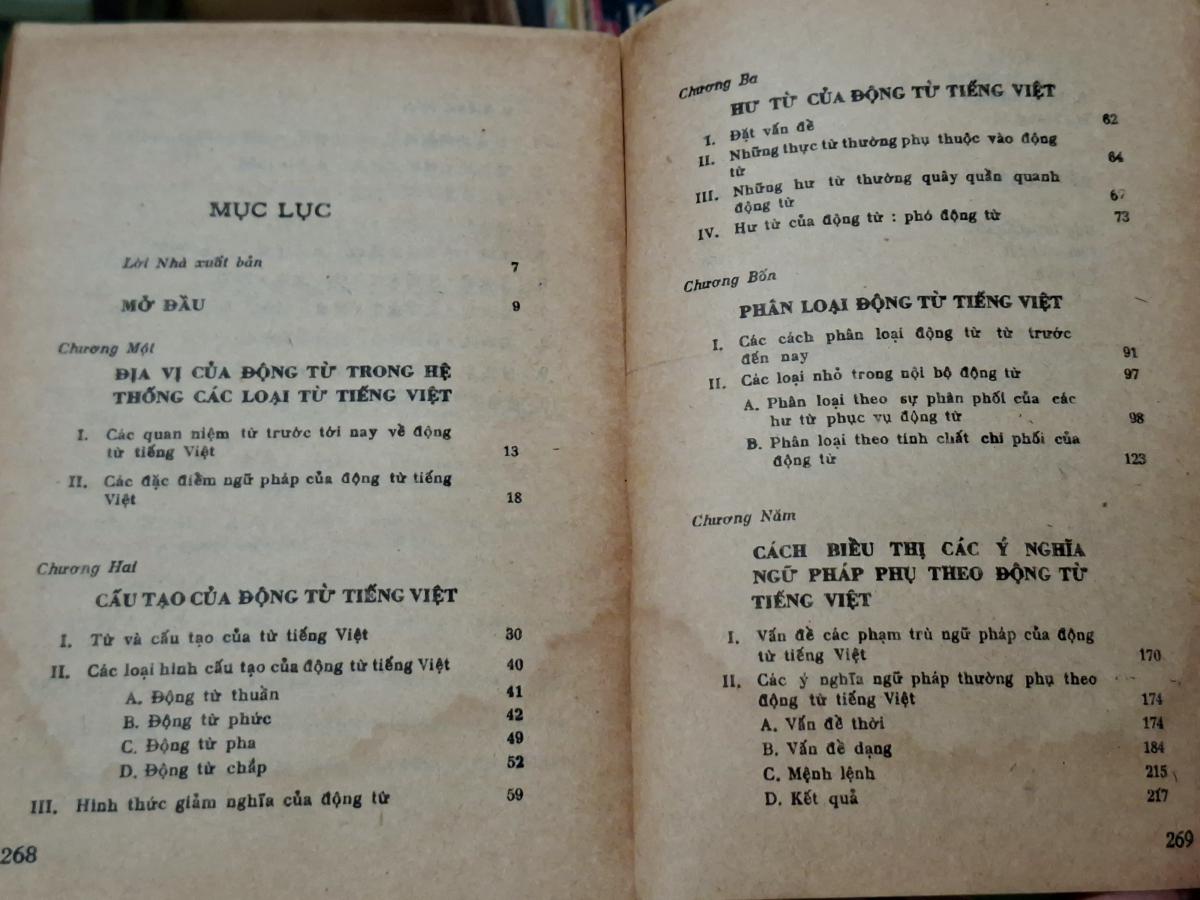 MỤC LỤC
Lời Nhà xuất bản 7
MỞ ĐẦU 9
Chương Một
ĐỊA VỊ CỦA ĐỘNG TỪ TRONG HỆ
THỐNG CÁC LOẠI TỪ TIẾNG VIỆT
I. Các quan niệm từ trước tới nay về động
từ tiếng Việt 13
II. Các đặc điểm ngữ pháp của động từ tiếng
Việt 18
Chương Hai
CẤU TẠO CỦA ĐỘNG TỪ TIẾNG VIỆT
I. Từ và cấu tạo của từ tiếng Việt 30
II. Các loại hình cấu tạo của động từ tiếng Việt 40
A. Động từ thuần 41
B. Động từ phức 42
C. Động từ pha 49
D. Động từ chắp 52
III. Hình thức giảm nghĩa của động từ 59
268
Chương Ba
HƯ TỪ CỦA ĐỘNG TỪ TIẾNG VIỆT
I. Đặt vấn đề 62
II. Những thực từ thường phụ thuộc vào động
từ 64
III. Những hư từ thường quây quần quanh
động từ 67
IV. Hư từ của động từ : phó động từ 73
Chương Bốn
PHÂN LOẠI ĐỘNG TỪ TIẾNG VIỆT
I. Các cách phân loại động từ từ trước
đến nay 91
II. Các loại nhỏ trong nội bộ động từ 97
A. Phân loại theo sự phân phối của các
hư từ phục vụ động từ 98
B. Phân loại theo tính chất chi phối của
động từ 123
Chương Năm
CÁCH BIỂU THỊ CÁC Ý NGHĨA
NGỮ PHÁP PHỤ THEO ĐỘNG TỪ
TIẾNG VIỆT
I. Vấn đề các phạm trù ngữ pháp của động
từ tiếng Việt 170
II. Các ý nghĩa ngữ pháp thường phụ theo
động từ tiếng Việt 174
A. Vấn đề thời 174
B. Vấn đề dạng 184
C. Mệnh lệnh 215
D. Kết quả 217
269